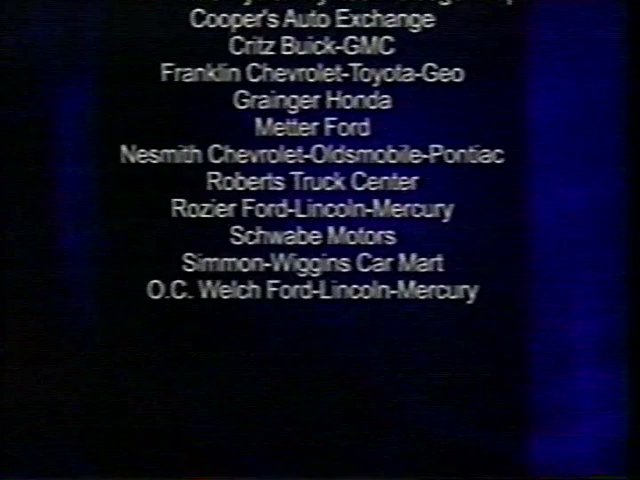 Cooper's Auto Exchange
Critz Buick-GMC
Franklin Chevrolet-Toyota-Geo
Grainger Honda
Metter Ford
Nesmith Chevrolet-Oldsmobile-Pontiac
Roberts Truck Center
Rozier Ford-Lincoln-Mercury
Schwabe Motors
Simmon-Wiggins Car Mart
O.C. Welch Ford-Lincoln-Mercury